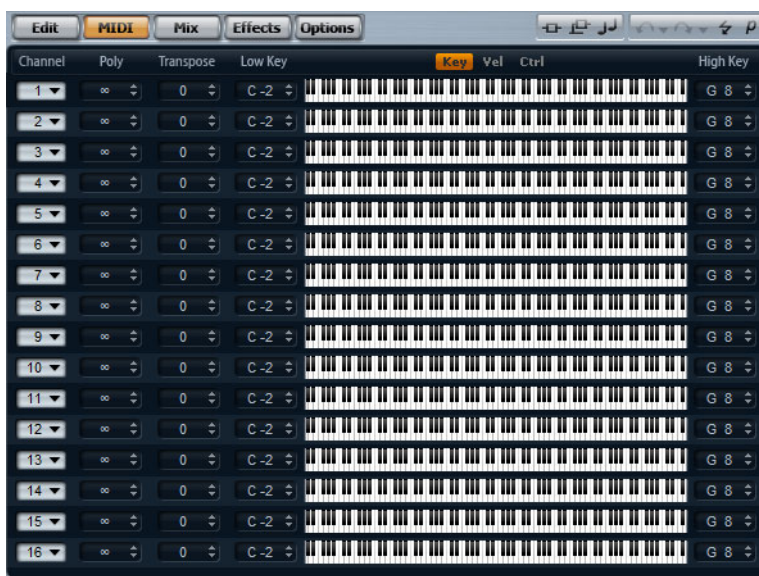 Edit MIDI Mix Effects Options
Channel Poly Transpose Low Key Key Vel Ctrl High Key
1 ∞ 0 C -2 G 8
2 ∞ 0 C -2 G 8
3 ∞ 0 C -2 G 8
4 ∞ 0 C -2 G 8
5 ∞ 0 C -2 G 8
6 ∞ 0 C -2 G 8
7 ∞ 0 C -2 G 8
8 ∞ 0 C -2 G 8
9 ∞ 0 C -2 G 8
10 ∞ 0 C -2 G 8
11 ∞ 0 C -2 G 8
12 ∞ 0 C -2 G 8
13 ∞ 0 C -2 G 8
14 ∞ 0 C -2 G 8
15 ∞ 0 C -2 G 8
16 ∞ 0 C -2 G 8